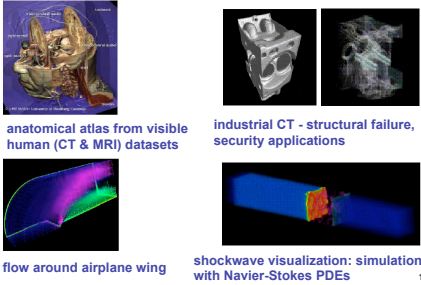 anatomical atlas from visible
human (CT & MRI) datasets
industrial CT - structural failure,
security applications
flow around airplane wing
shockwave visualization: simulation
with Navier-Stokes PDEs